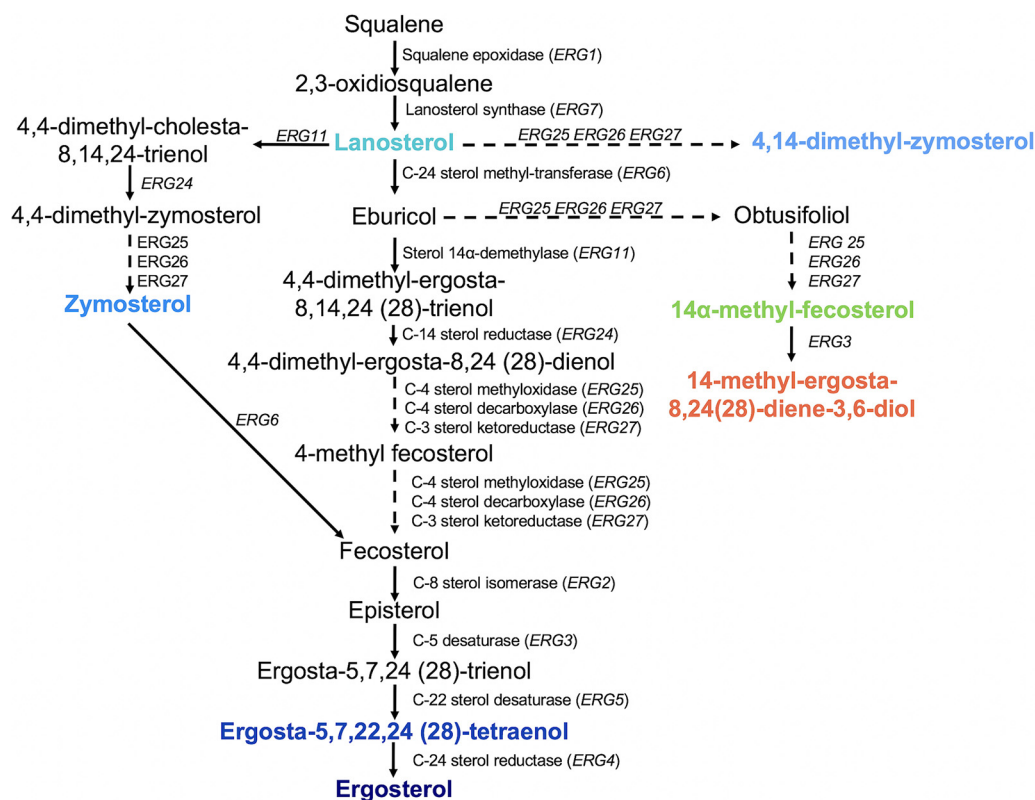 Squalene
Squalene epoxidase (ERG1)
2,3-oxidiosqualene
Lanosterol synthase (ERG7)
4,4-dimethyl-cholesta-
8,14,24-trienol
ERG11
Lanosterol
ERG25 ERG26 ERG27
4,14-dimethyl-zymosterol
ERG24
C-24 sterol methyl-transferase (ERG6)
4,4-dimethyl-zymosterol
Eburicol
ERG25 ERG26 ERG27
Obtusifoliol
ERG25
ERG26
ERG27
Sterol 14α-demethylase (ERG11)
ERG 25
ERG26
ERG27
Zymosterol
4,4-dimethyl-ergosta-
8,14,24 (28)-trienol
14α-methyl-fecosterol
C-14 sterol reductase (ERG24)
ERG3
4,4-dimethyl-ergosta-8,24 (28)-dienol
14-methyl-ergosta-
8,24(28)-diene-3,6-diol
C-4 sterol methyloxidase (ERG25)
C-4 sterol decarboxylase (ERG26)
C-3 sterol ketoreductase (ERG27)
ERG6
4-methyl fecosterol
C-4 sterol methyloxidase (ERG25)
C-4 sterol decarboxylase (ERG26)
C-3 sterol ketoreductase (ERG27)
Fecosterol
C-8 sterol isomerase (ERG2)
Episterol
C-5 desaturase (ERG3)
Ergosta-5,7,24 (28)-trienol
C-22 sterol desaturase (ERG5)
Ergosta-5,7,22,24 (28)-tetraenol
C-24 sterol reductase (ERG4)
Ergosterol